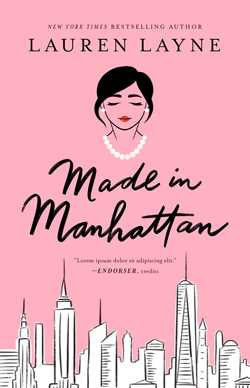 NEW YORK TIMES BESTSELLING AUTHOR
LAUREN LAYNE
Made in
Manhattan
"Lorem ipsum dolor sit adipiscing elit."
—ENDORSER, credits